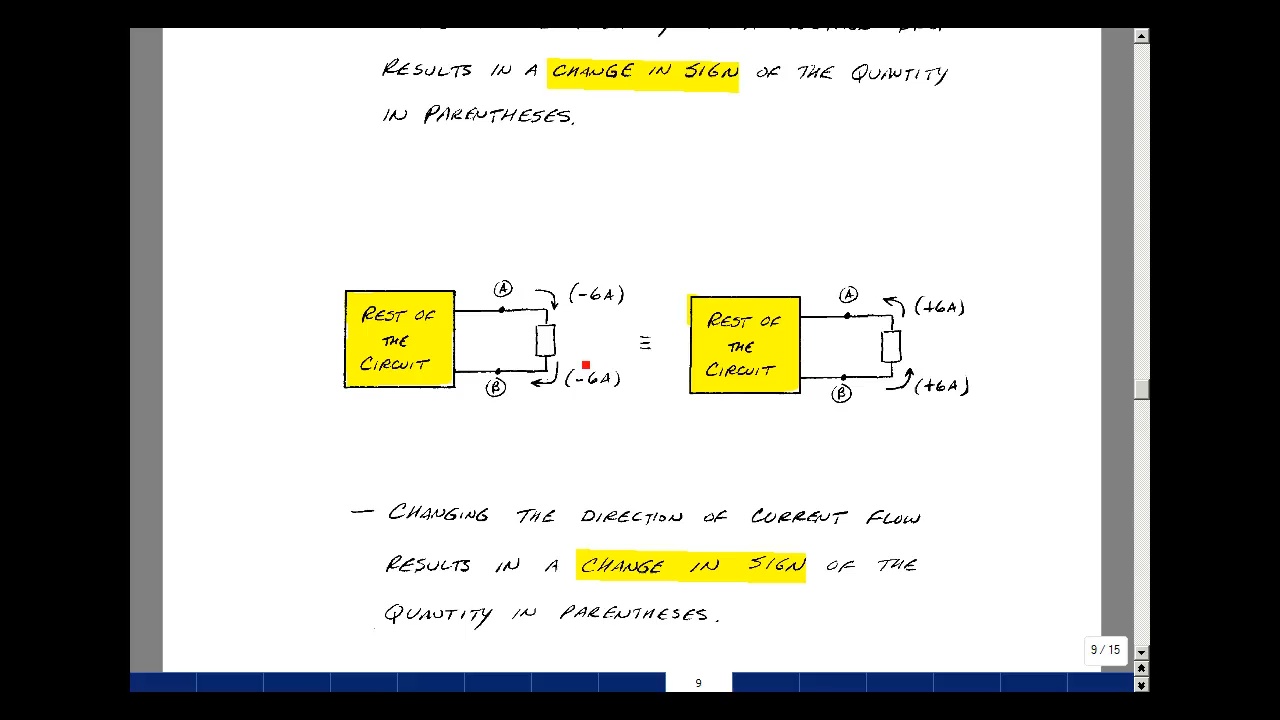 RESULTS IN A CHANGE IN SIGN OF THE QUANTITY
IN PARENTHESES.
A
(-6A)
REST OF
THE
CIRCUIT
(-6A)
B
≡
A
(+6A)
REST OF
THE
CIRCUIT
(+6A)
B
— CHANGING THE DIRECTION OF CURRENT FLOW
RESULTS IN A CHANGE IN SIGN OF THE
QUANTITY IN PARENTHESES.
9 / 15
9